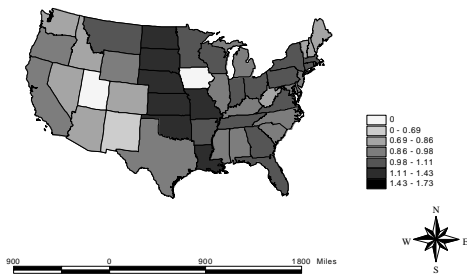 0
0 - 0.69
0.69 - 0.86
0.86 - 0.98
0.98 - 1.11
1.11 - 1.43
1.43 - 1.73
N
W E
S
900 0 900 1800 Miles